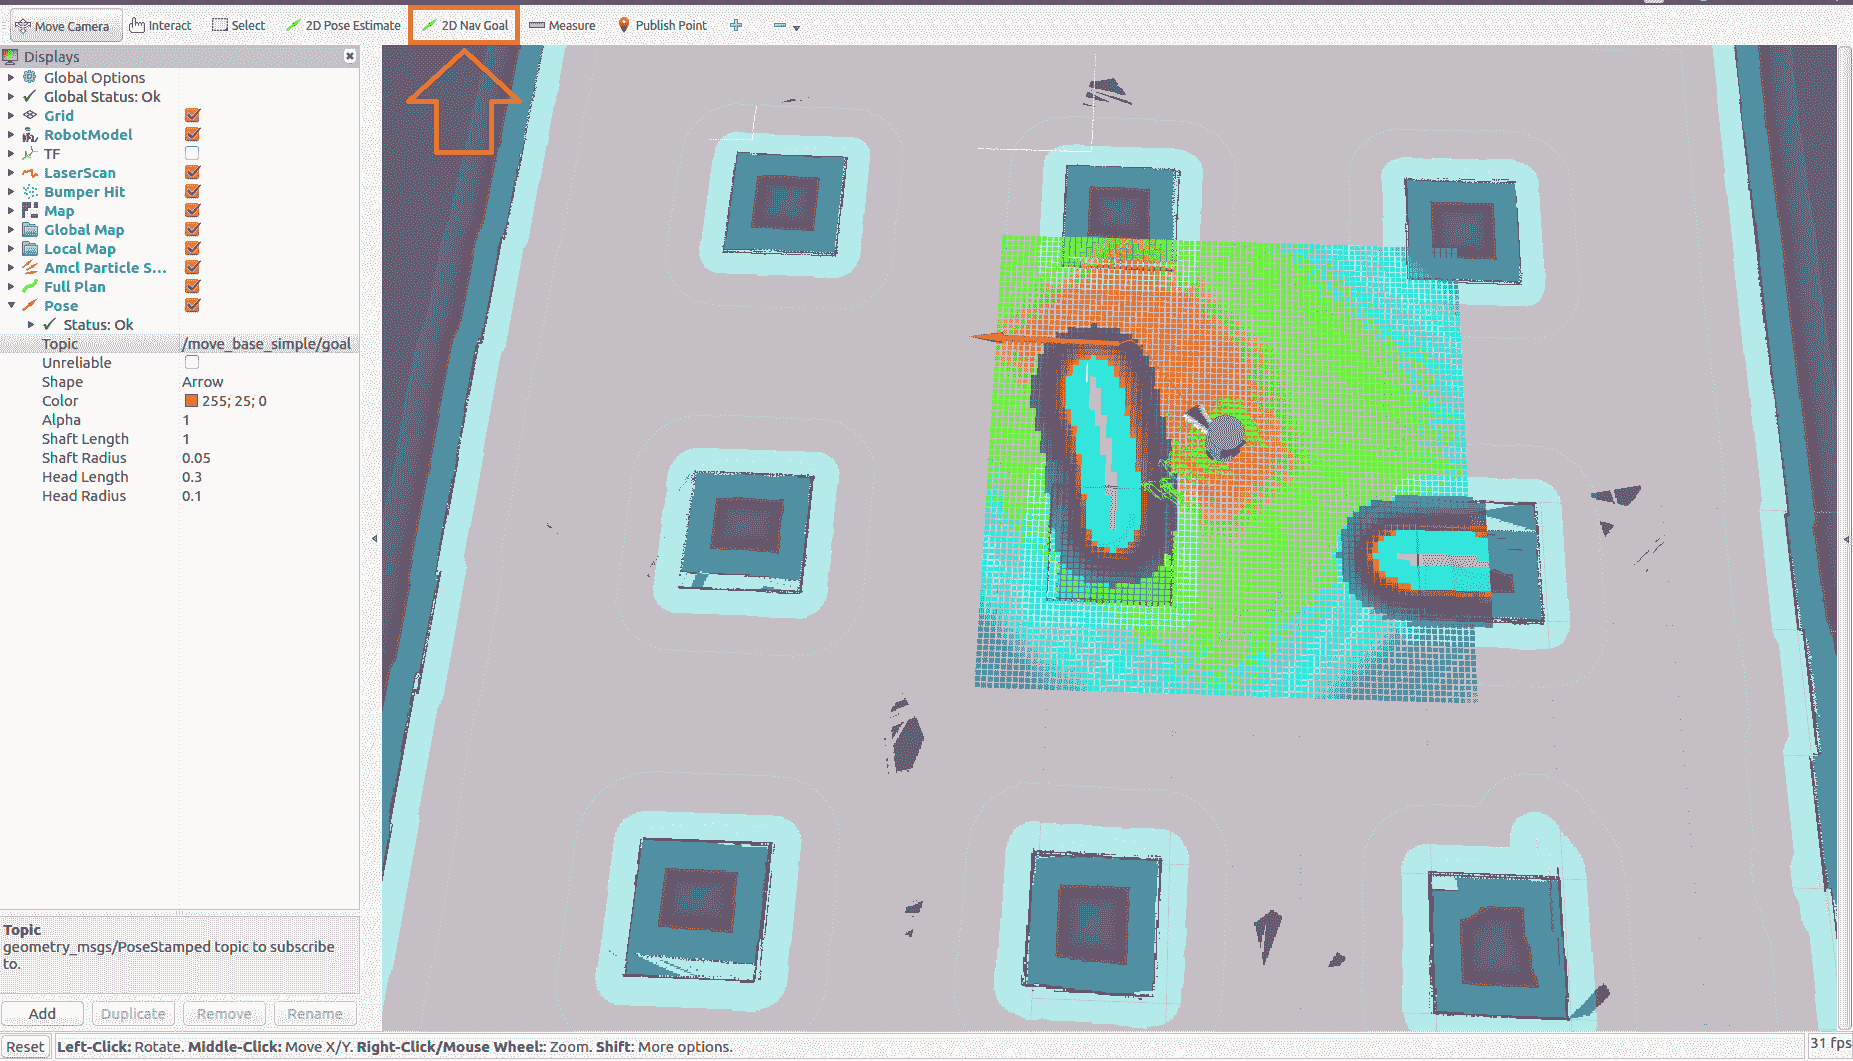 Move Camera Interact Select 2D Pose Estimate 2D Nav Goal Measure Publish Point
Displays
Global Options
Global Status: Ok
Grid
RobotModel
TF
LaserScan
Bumper Hit
Map
Global Map
Local Map
Amcl Particle S...
Full Plan
Pose
Status: Ok
Topic /move_base_simple/goal
Unreliable
Shape Arrow
Color 255; 25; 0
Alpha 1
Shaft Length 1
Shaft Radius 0.05
Head Length 0.3
Head Radius 0.1
Topic
geometry_msgs/PoseStamped topic to subscribe
to.
Add Duplicate Remove Rename
Reset Left-Click: Rotate. Middle-Click: Move X/Y. Right-Click/Mouse Wheel:: Zoom. Shift: More options. 31 fps